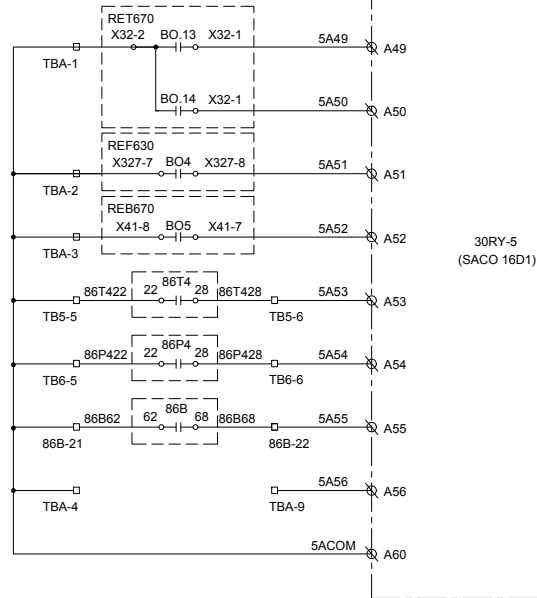 RET670
X32-2 BO.13 X32-1 5A49 A49
TBA-1
BO.14 X32-1 5A50 A50
REF630
X327-7 BO4 X327-8 5A51 A51
TBA-2
REB670
X41-8 BO5 X41-7 5A52 A52
TBA-3
30RY-5
(SACO 16D1)
86T4
86T422 22 28 86T428 5A53 A53
TB5-5 TB5-6
86P4
86P422 22 28 86P428 5A54 A54
TB6-5 TB6-6
86B
86B62 62 68 86B68 5A55 A55
86B-21 86B-22
5A56 A56
TBA-4 TBA-9
5ACOM A60